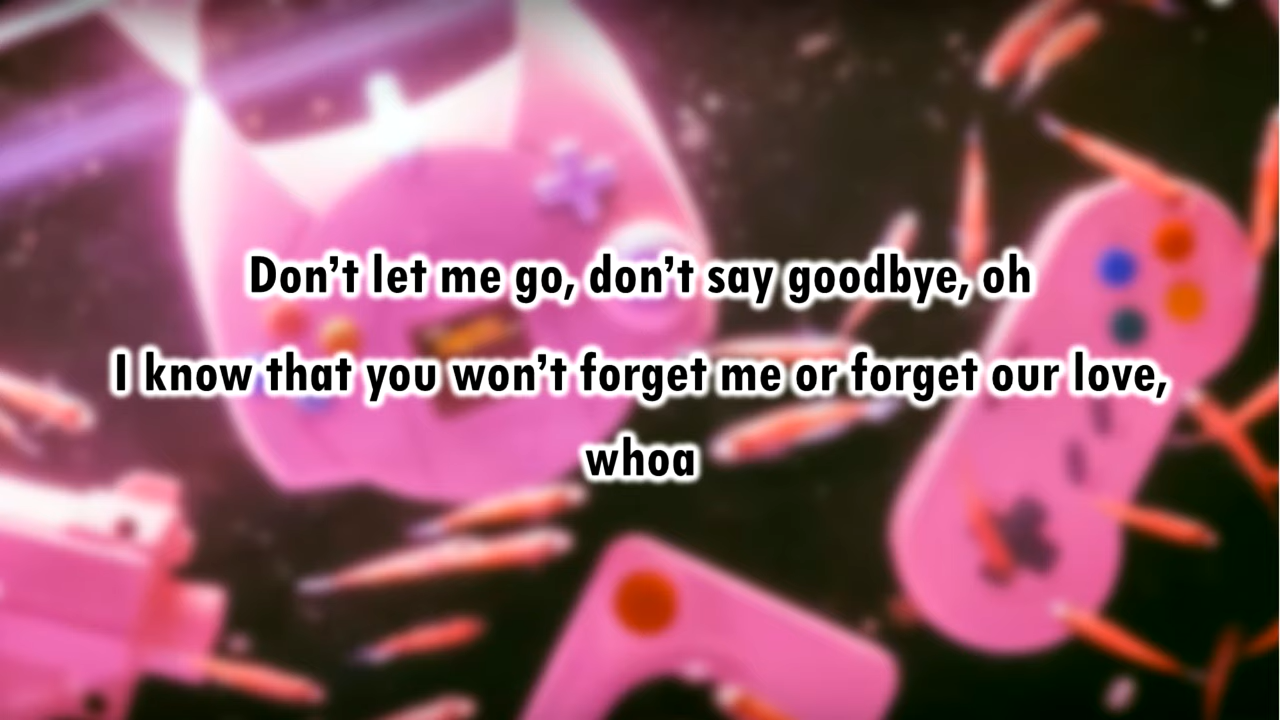 Don’t let me go, don’t say goodbye, oh
I know that you won’t forget me or forget our love,
whoa